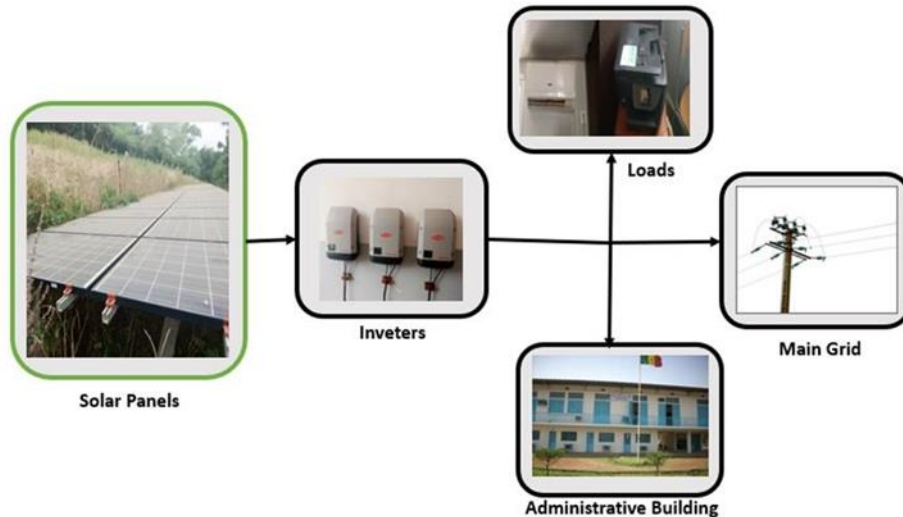 Loads
Inveters
Main Grid
Solar Panels
Administrative Building